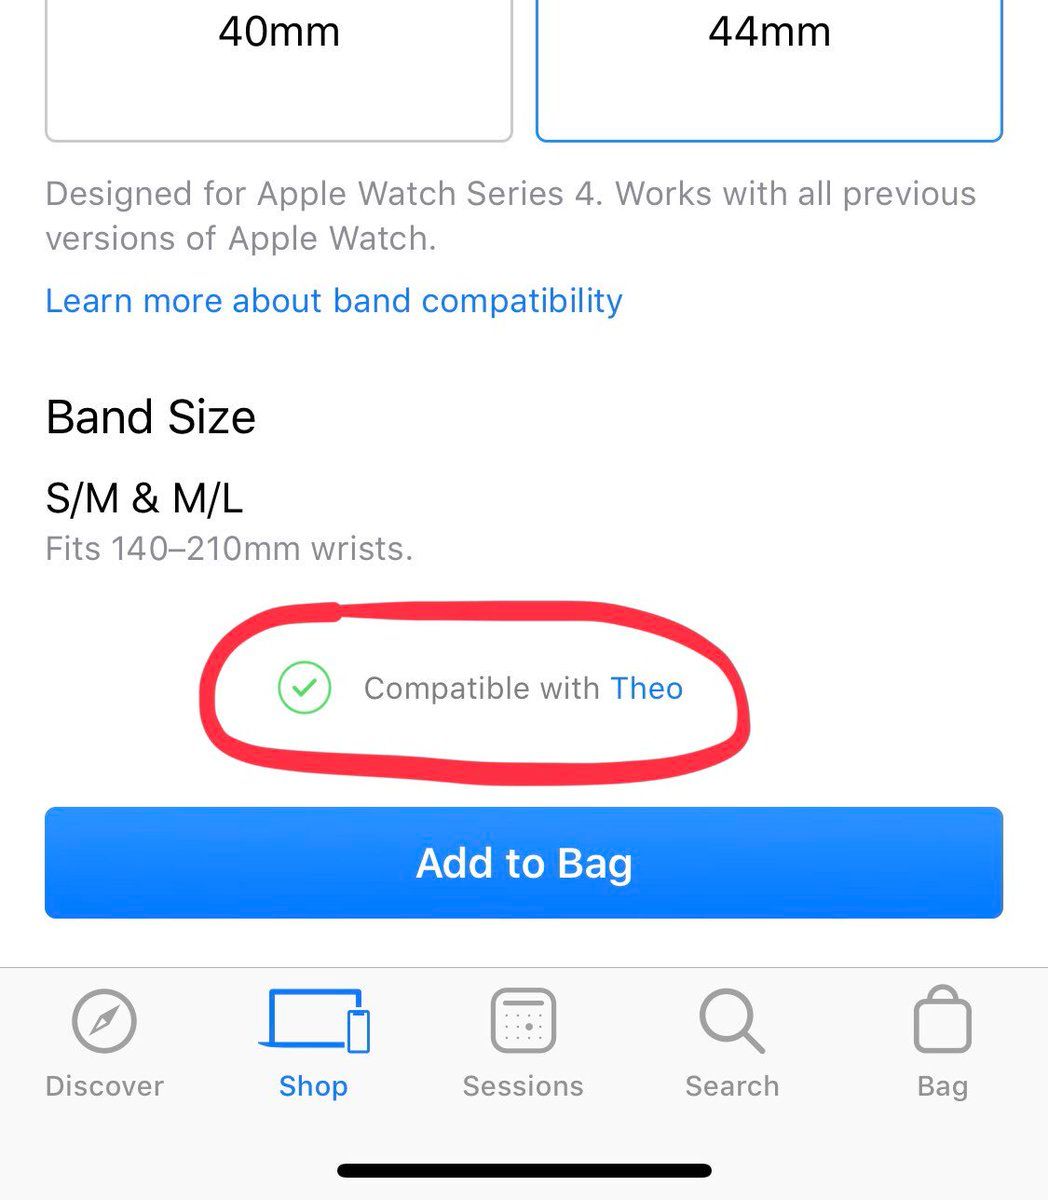 40mm
44mm
Designed for Apple Watch Series 4. Works with all previous
versions of Apple Watch.
Learn more about band compatibility
Band Size
S/M & M/L
Fits 140–210mm wrists.
Compatible with Theo
Add to Bag
Discover
Shop
Sessions
Search
Bag